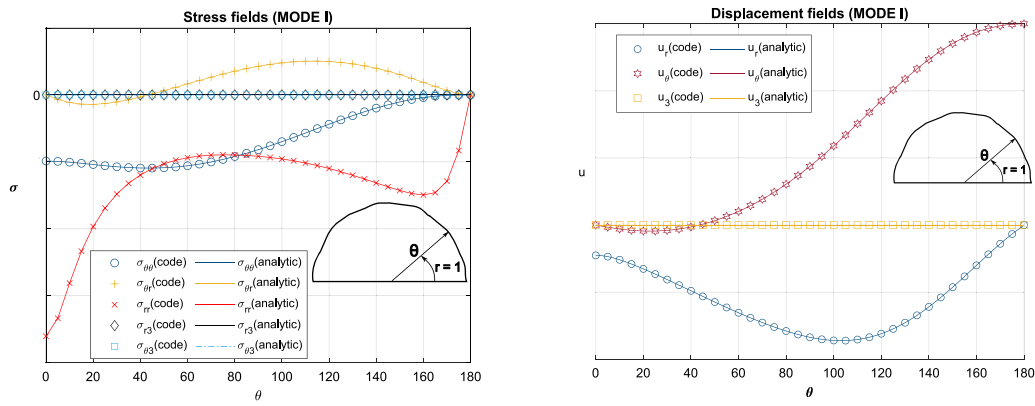 Stress fields (MODE I)
0
σ
0 20 40 60 80 100 120 140 160 180
θ
σθθ(code) σθθ(analytic)
σθr(code) σθr(analytic)
σrr(code) σrr(analytic)
σr3(code) σr3(analytic)
σθ3(code) σθ3(analytic)
θ
r = 1
Displacement fields (MODE I)
u
0 20 40 60 80 100 120 140 160 180
θ
ur(code) ur(analytic)
uθ(code) uθ(analytic)
u3(code) u3(analytic)
θ
r = 1